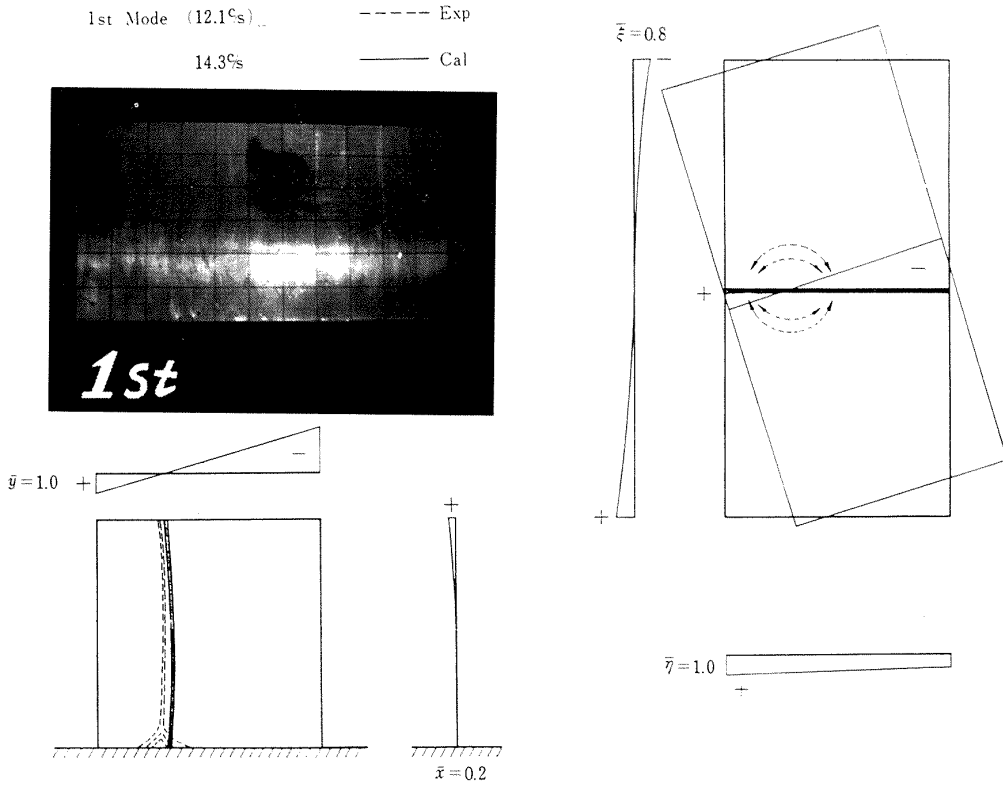 1st Mode (12.1c/s) ---- Exp
14.3c/s —— Cal
1st
ȳ=1.0 + −
+
x̄=0.2
ξ̄=0.8 −
+ −
+
η̄=1.0
+